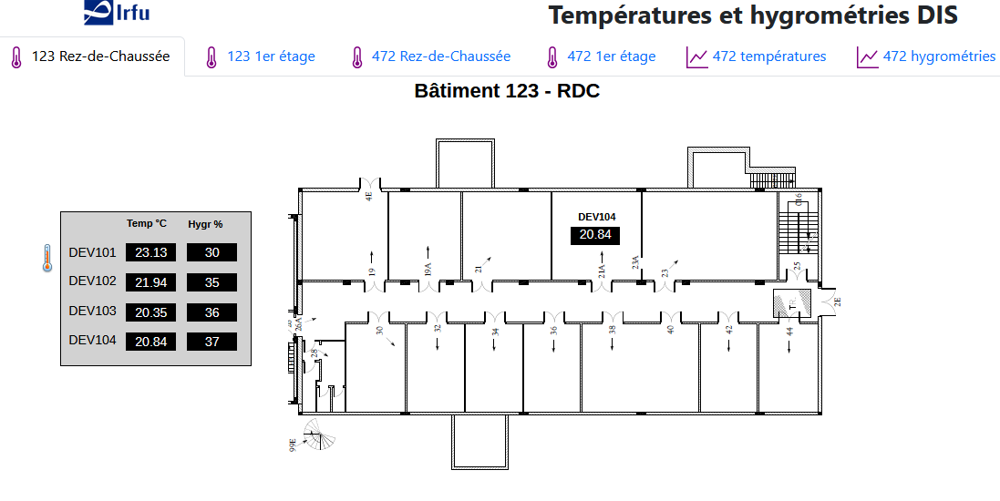 Irfu
Températures et hygrométries DIS
123 Rez-de-Chaussée
123 1er étage
472 Rez-de-Chaussée
472 1er étage
472 températures
472 hygrométries
Bâtiment 123 - RDC
Temp °C Hygr %
DEV101 23.13 30
DEV102 21.94 35
DEV103 20.35 36
DEV104 20.84 37
4E
DEV104
20.84
010
19
19A
21
21A
23A
23
25
2E
TR.
26A
28
30
32
34
36
38
40
42
44
99E